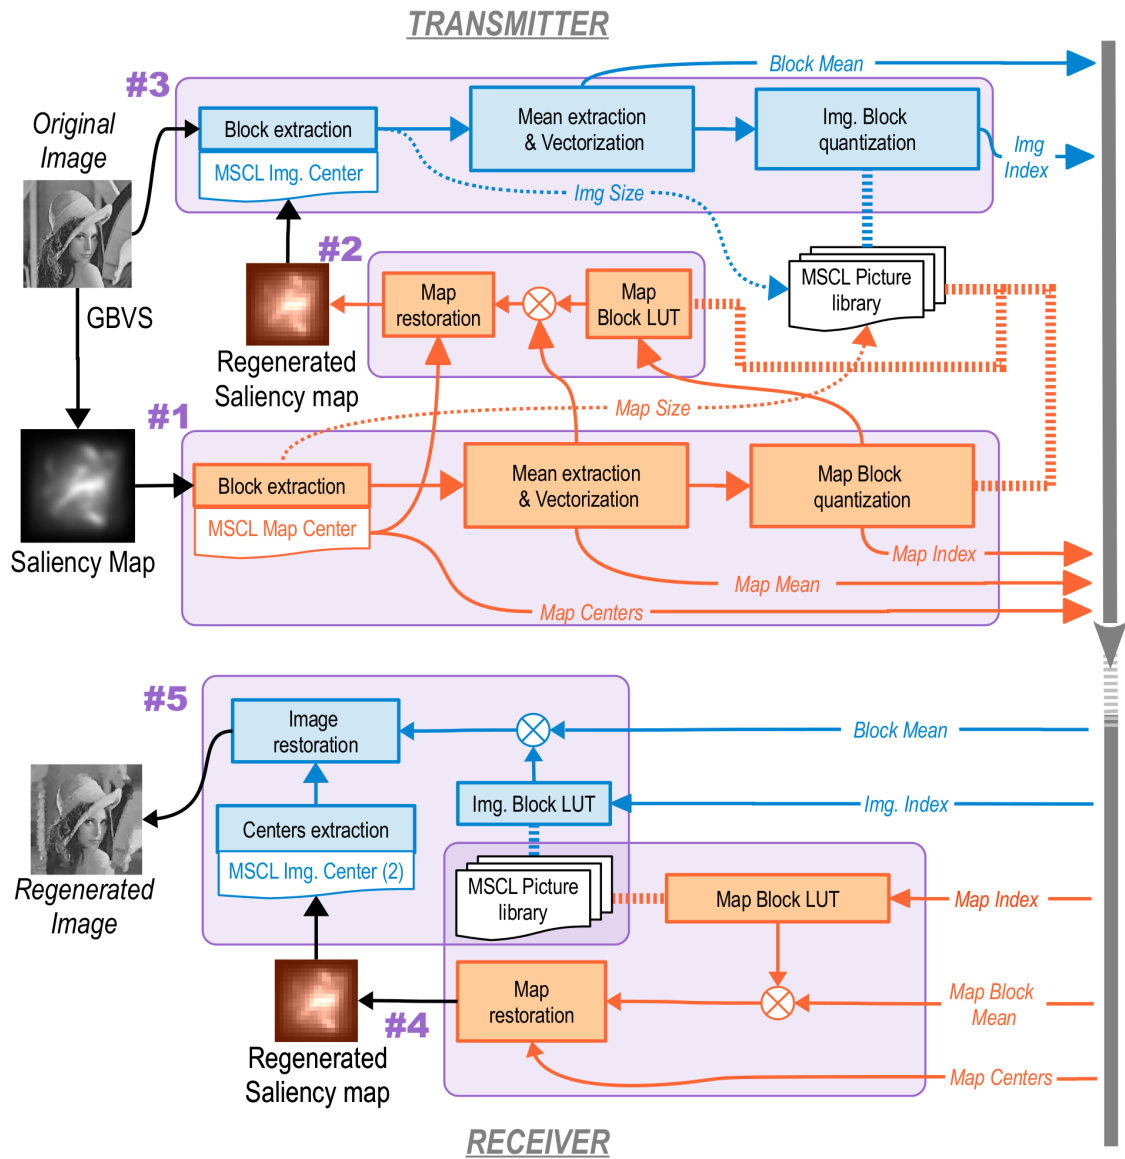 TRANSMITTER
#3
Block Mean
Original
Image
Block extraction
MSCL Img. Center
Mean extraction
& Vectorization
Img. Block
quantization
Img
Index
Img Size
#2
GBVS
Regenerated
Saliency map
Map
restoration
Map
Block LUT
MSCL Picture
library
Map Size
#1
Saliency Map
Block extraction
MSCL Map Center
Mean extraction
& Vectorization
Map Block
quantization
Map Index
Map Mean
Map Centers
#5
Image
restoration
Block Mean
Regenerated
Image
Centers extraction
MSCL Img. Center (2)
Img. Block LUT
Img. Index
MSCL Picture
library
Map Block LUT
Map Index
#4
Regenerated
Saliency map
Map
restoration
Map Block
Mean
Map Centers
RECEIVER